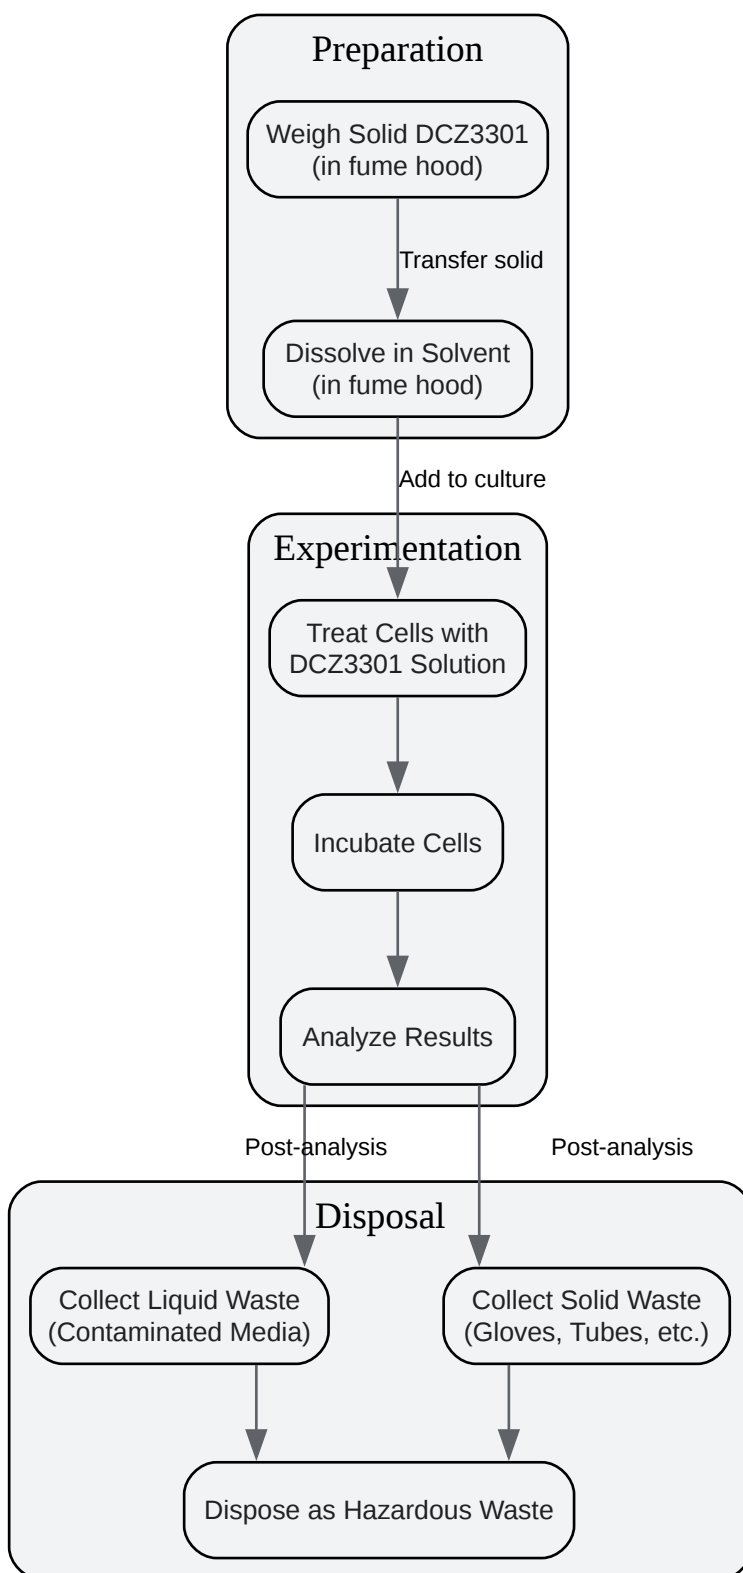 Preparation
Weigh Solid DCZ3301
(in fume hood)
Transfer solid
Dissolve in Solvent
(in fume hood)
Add to culture
Experimentation
Treat Cells with
DCZ3301 Solution
Incubate Cells
Analyze Results
Post-analysis
Post-analysis
Disposal
Collect Liquid Waste
(Contaminated Media)
Collect Solid Waste
(Gloves, Tubes, etc.)
Dispose as Hazardous Waste